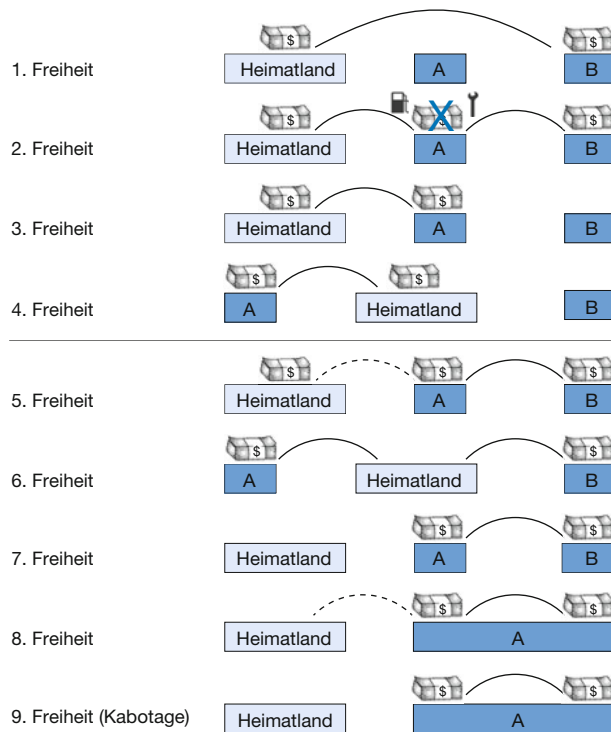 $ $
1. Freiheit Heimatland A B
$ X $ $
2. Freiheit Heimatland A B
$ $
3. Freiheit Heimatland A B
$ $
4. Freiheit A Heimatland B
$ $ $
5. Freiheit Heimatland A B
$ $
6. Freiheit A Heimatland B
$ $
7. Freiheit Heimatland A B
$ $
8. Freiheit Heimatland A
$ $
9. Freiheit (Kabotage) Heimatland A